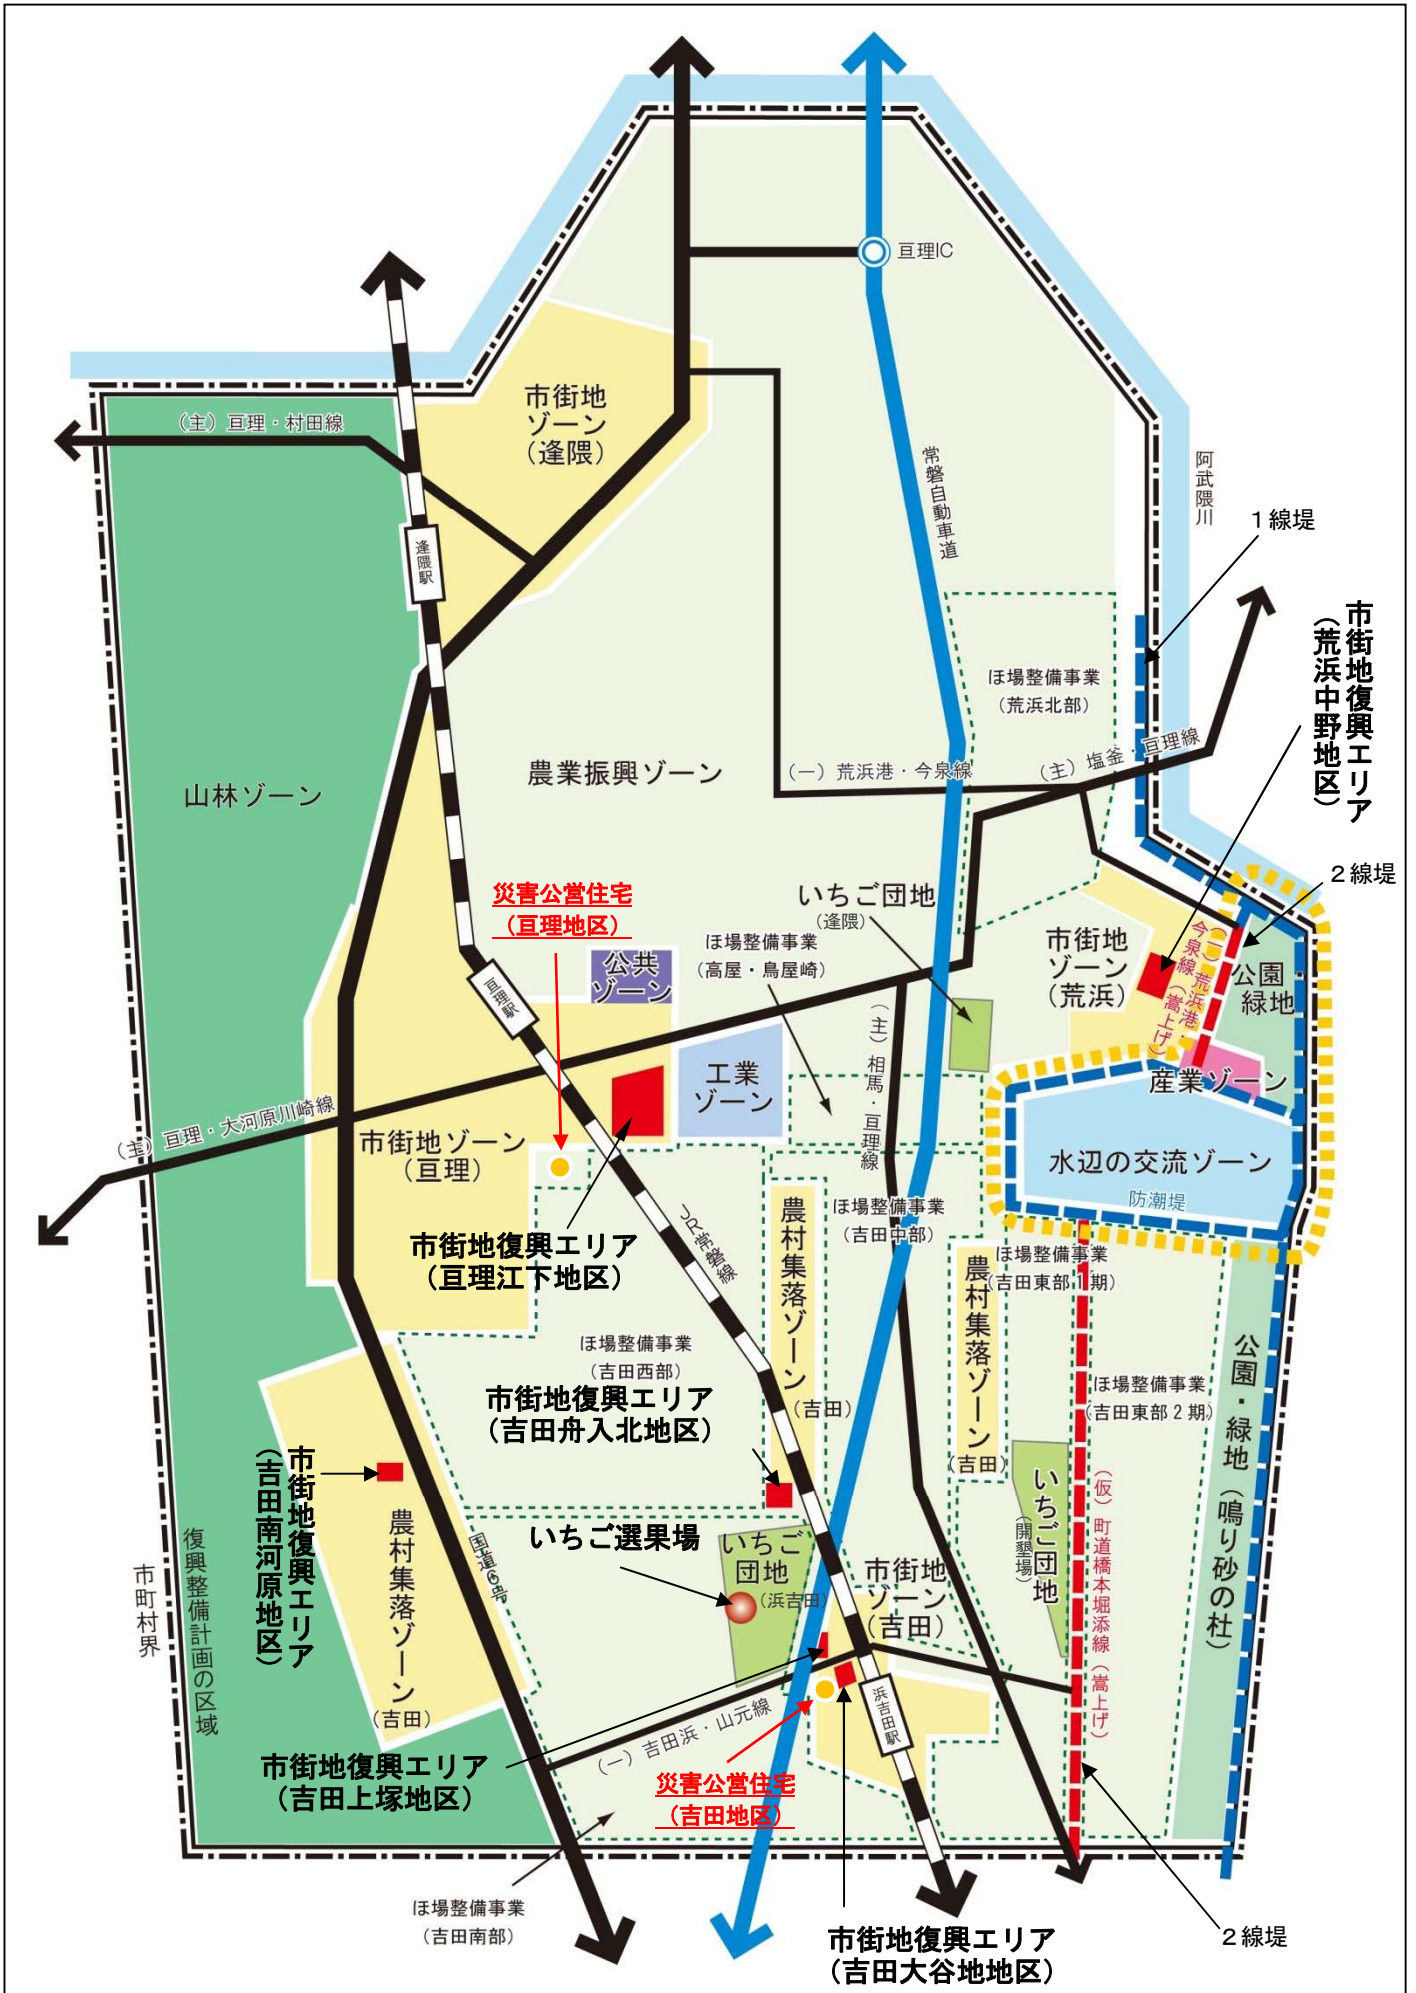 亘理IC
市街地
ゾーン
（逢隈）
（主）亘理・村田線
常磐自動車道
阿武隈川
１線堤
逢隈駅
市街地復興エリア
（荒浜中野地区）
ほ場整備事業
（荒浜北部）
農業振興ゾーン
山林ゾーン
（一）荒浜港・今泉線
（主）塩釜・亘理線
２線堤
災害公営住宅
（亘理地区）
いちご団地
（逢隈）
ほ場整備事業
（高屋・鳥屋崎）
市街地
ゾーン
（荒浜）
（一）荒浜港・
今泉線（嵩上げ）
公園・
緑地
公共
ゾーン
亘理駅
工業
ゾーン
（主）相馬・亘理線
産業ゾーン
（主）亘理・大河原川崎線
市街地ゾーン
（亘理）
水辺の交流ゾーン
防潮堤
市街地復興エリア
（亘理江下地区）
JR常磐線
農村集落ゾーン
（吉田）
ほ場整備事業
（吉田中部）
農村集落ゾーン
（吉田）
ほ場整備事業
（吉田東部１期）
ほ場整備事業
（吉田西部）
市街地復興エリア
（吉田舟入北地区）
ほ場整備事業
（吉田東部２期）
公園・緑地（鳴り砂の杜）
市街地復興エリア
（吉田南河原地区）
農村集落ゾーン
（吉田）
国道6号
いちご選果場
いちご
団地
（浜吉田）
市街地
ゾーン
（吉田）
いちご団地
（開墾場）
（仮）町道橋本堀添線（嵩上げ）
市町村界
復興整備計画の区域
浜吉田駅
（一）吉田浜・山元線
市街地復興エリア
（吉田上塚地区）
災害公営住宅
（吉田地区）
ほ場整備事業
（吉田南部）
市街地復興エリア
（吉田大谷地地区）
２線堤